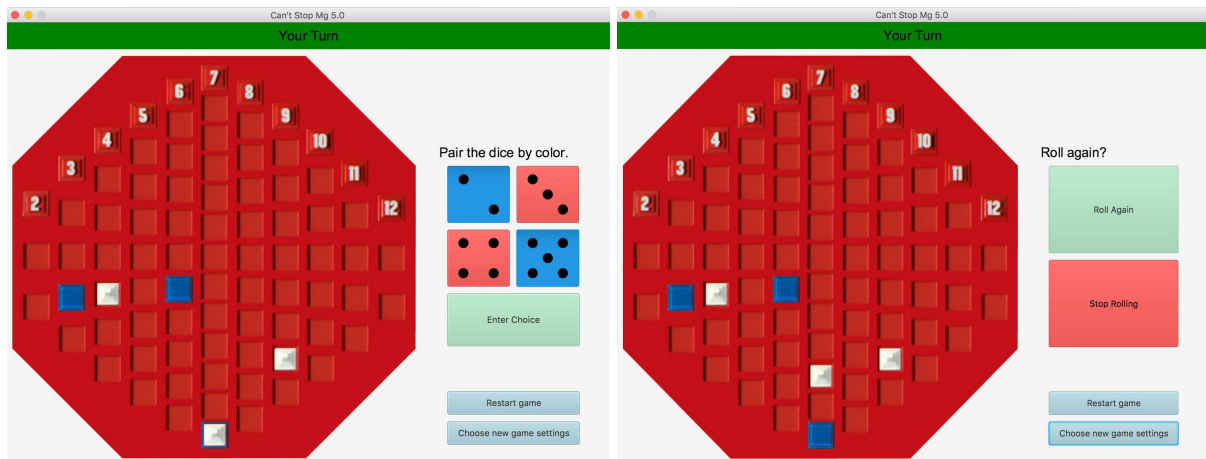 Can't Stop Mg 5.0
Your Turn
7
6
8
5
9
4
10
3
11
2
12
Pair the dice by color.
Enter Choice
Restart game
Choose new game settings
Can't Stop Mg 5.0
Your Turn
7
6
8
5
9
4
10
3
11
2
12
Roll again?
Roll Again
Stop Rolling
Restart game
Choose new game settings